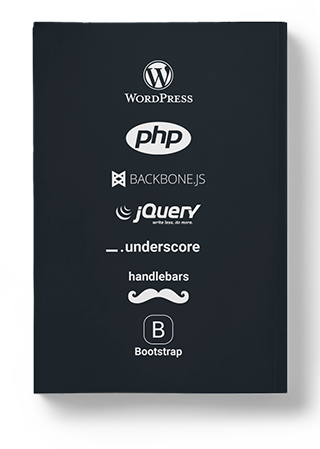 WORDPRESS
php
BACKBONE.JS
jQuery
write less, do more.
_.underscore
handlebars
B
Bootstrap